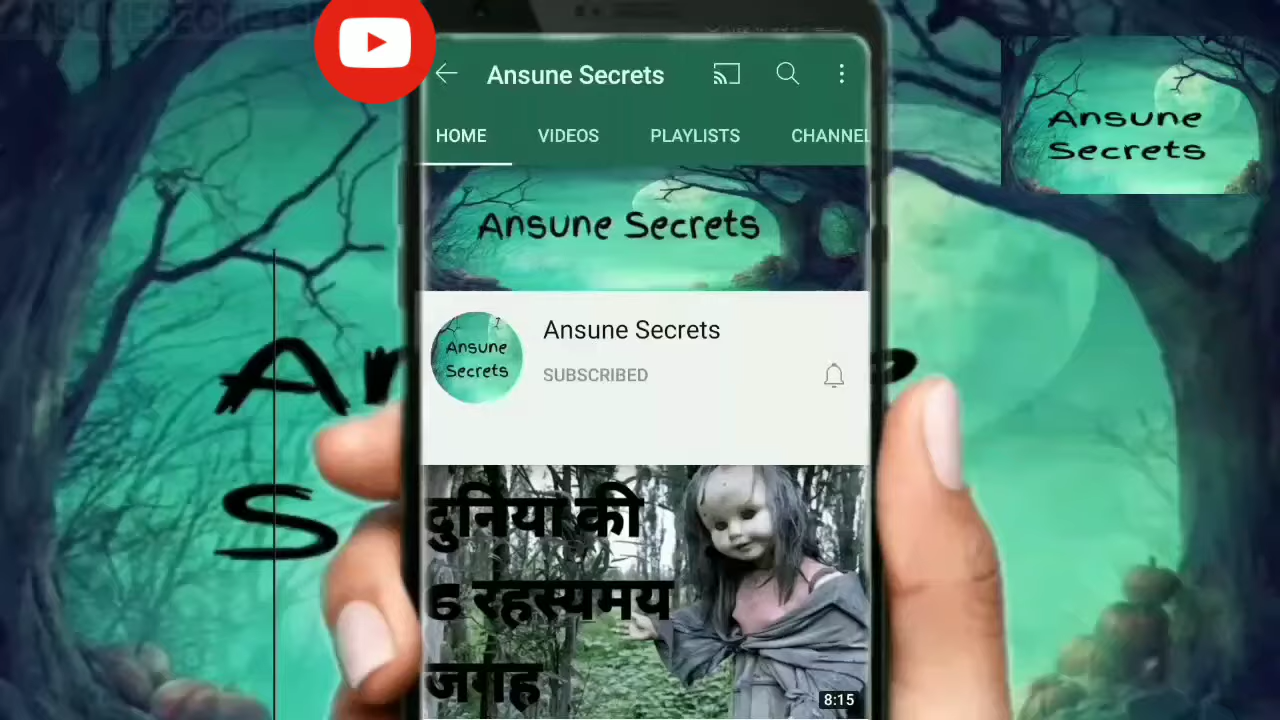 Ansune Secrets
HOME VIDEOS PLAYLISTS CHANNEL
Ansune Secrets
Ansune
Secrets
Ansune Secrets
SUBSCRIBED
दुनिया की
6 रहस्यमय
जगह
8:15
Ansune
Secrets